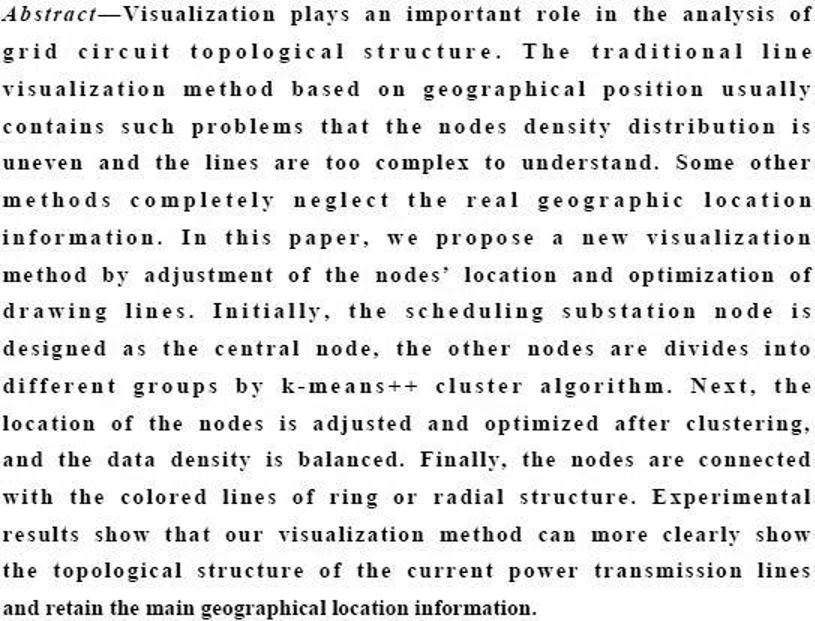 Abstract—Visualization plays an important role in the analysis of
grid circuit topological structure. The traditional line
visualization method based on geographical position usually
contains such problems that the nodes density distribution is
uneven and the lines are too complex to understand. Some other
methods completely neglect the real geographic location
information. In this paper, we propose a new visualization
method by adjustment of the nodes’ location and optimization of
drawing lines. Initially, the scheduling substation node is
designed as the central node, the other nodes are divides into
different groups by k-means++ cluster algorithm. Next, the
location of the nodes is adjusted and optimized after clustering,
and the data density is balanced. Finally, the nodes are connected
with the colored lines of ring or radial structure. Experimental
results show that our visualization method can more clearly show
the topological structure of the current power transmission lines
and retain the main geographical location information.